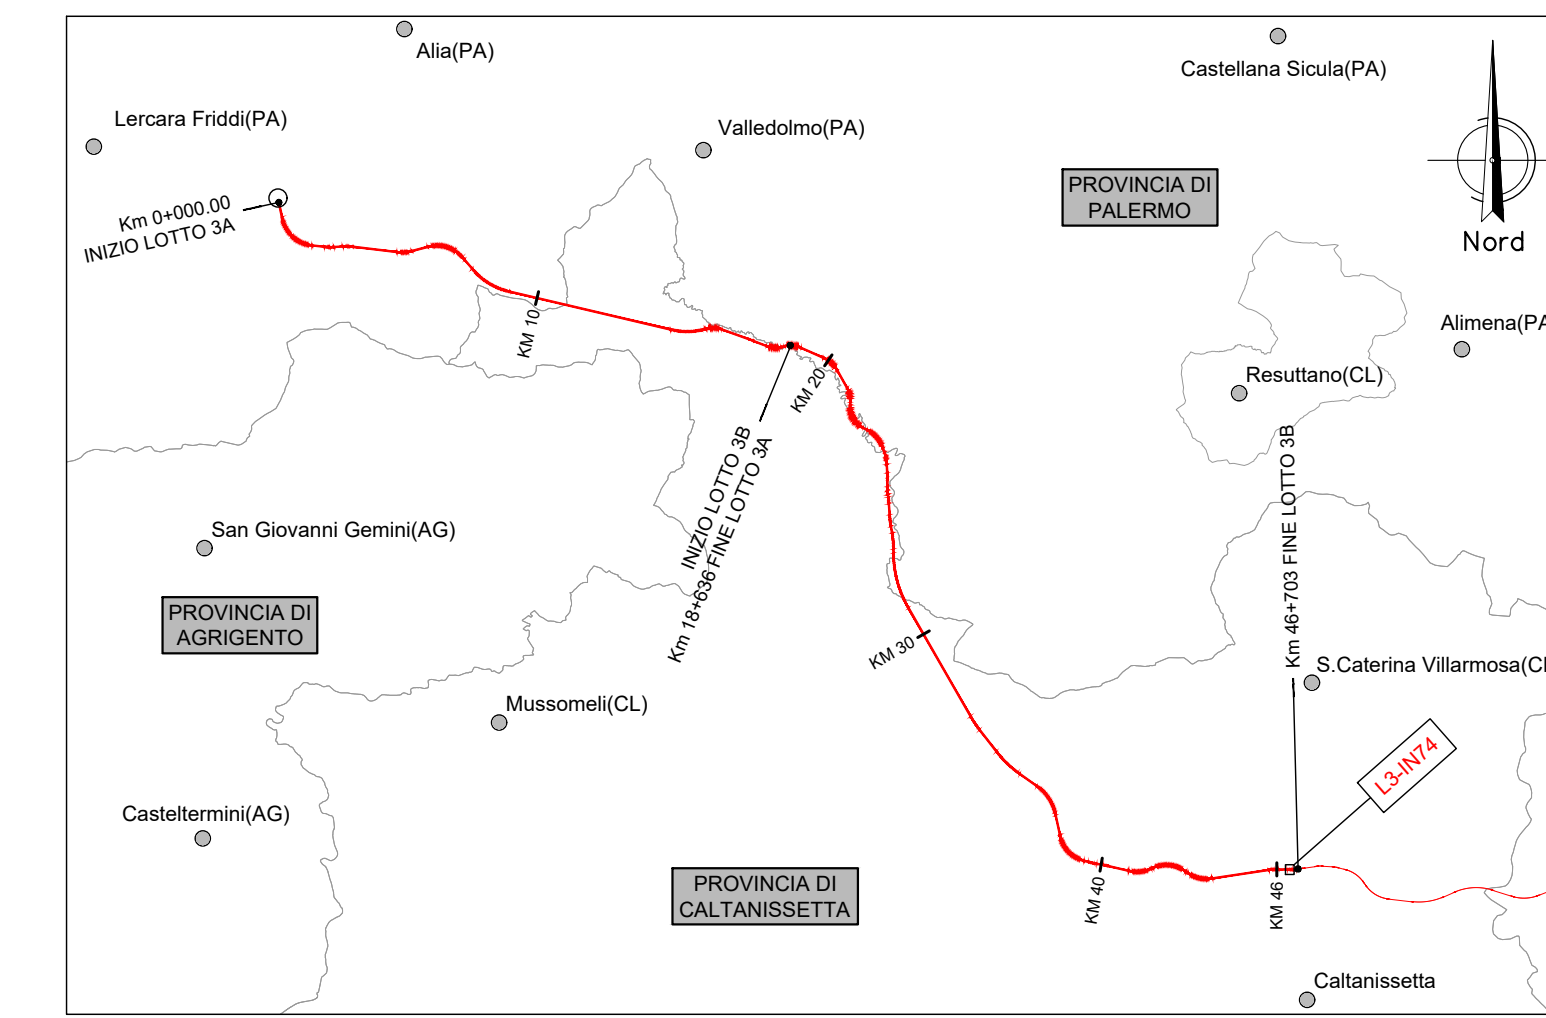 Alia(PA)
Castellana Sicula(PA)
Lercara Friddi(PA)
Valledolmo(PA)
PROVINCIA DI
PALERMO
Nord
Km 0+000.00
INIZIO LOTTO 3A
KM 10
Alimena(PA
KM 20
Resuttano(CL)
INIZIO LOTTO 3B
Km 18+636 FINE LOTTO 3A
Km 46+703 FINE LOTTO 3B
San Giovanni Gemini(AG)
PROVINCIA DI
AGRIGENTO
KM 30
S.Caterina Villarmosa(CL
Mussomeli(CL)
L3-IN74
Casteltermini(AG)
PROVINCIA DI
CALTANISSETTA
KM 40
KM 46
Caltanissetta